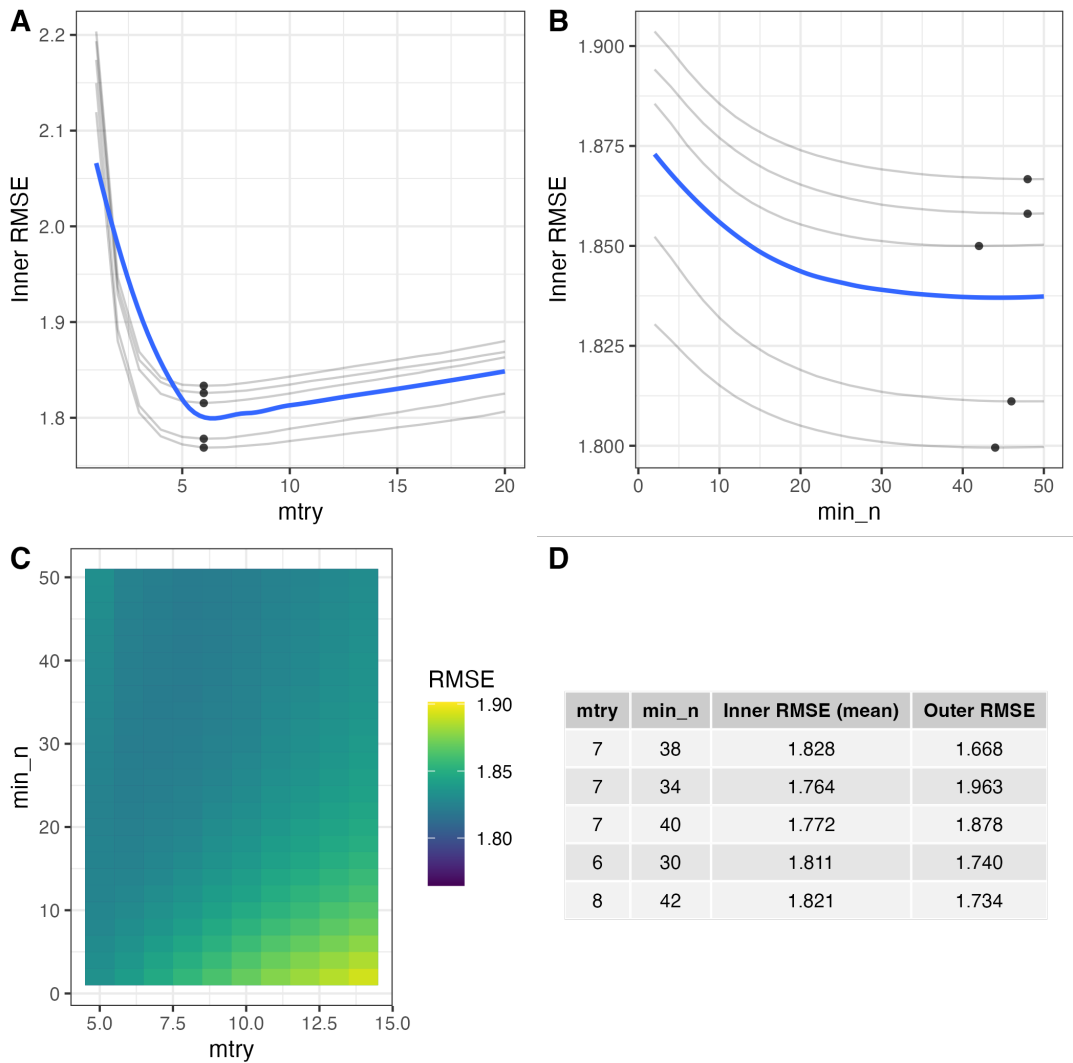 A
2.2
2.1
2.0
1.9
1.8
Inner RMSE
5
10
15
20
mtry
B
1.900
1.875
1.850
1.825
1.800
Inner RMSE
0
10
20
30
40
50
min_n
C
50
40
30
20
10
0
min_n
5.0
7.5
10.0
12.5
15.0
mtry
RMSE
1.90
1.85
1.80
D
mtry min_n Inner RMSE (mean) Outer RMSE
7 38 1.828 1.668
7 34 1.764 1.963
7 40 1.772 1.878
6 30 1.811 1.740
8 42 1.821 1.734